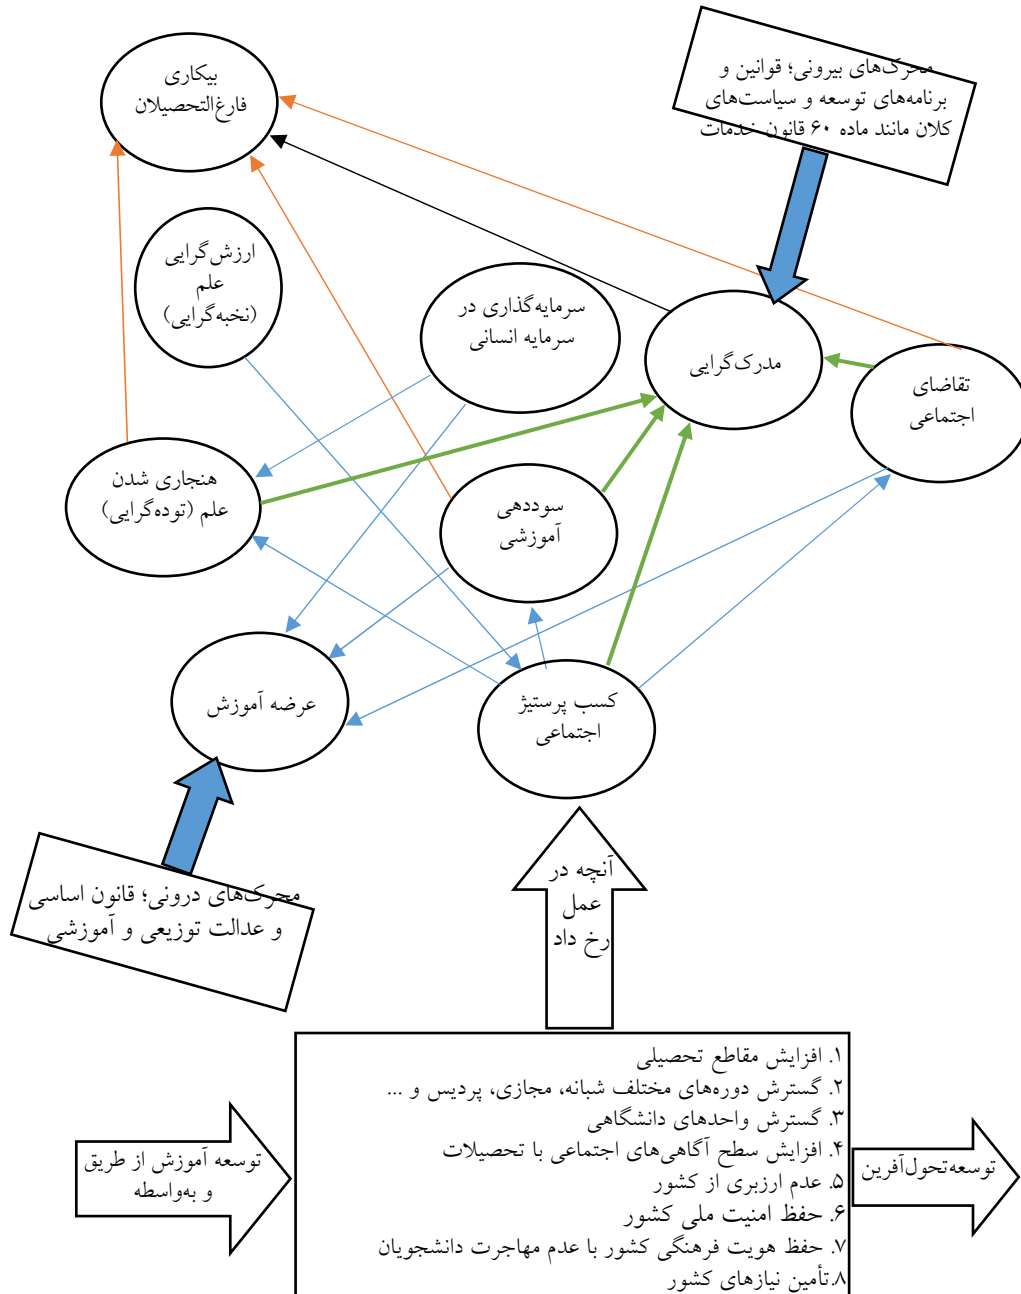 بیکاری
فارغ‌التحصیلان
محرک‌های بیرونی؛ قوانین و
برنامه‌های توسعه و سیاست‌های
کلان مانند ماده ۶۰ قانون خدمات
ارزش‌گرایی
علم
(نخبه‌گرایی)
سرمایه‌گذاری در
سرمایه انسانی
مدرک‌گرایی
تقاضای
اجتماعی
هنجاری شدن
علم (توده‌گرایی)
سوددهی
آموزشی
عرضه آموزش
کسب پرستیژ
اجتماعی
محرک‌های درونی؛ قانون اساسی
و عدالت توزیعی و آموزشی
آنچه در
عمل
رخ داد
توسعه آموزش از طریق
و به‌واسطه
۱. افزایش مقاطع تحصیلی
۲. گسترش دوره‌های مختلف شبانه، مجازی، پردیس و ...
۳. گسترش واحدهای دانشگاهی
۴. افزایش سطح آگاهی‌های اجتماعی با تحصیلات
۵. عدم ارزبری از کشور
۶. حفظ امنیت ملی کشور
۷. حفظ هویت فرهنگی کشور با عدم مهاجرت دانشجویان
۸.تأمین نیازهای کشور
توسعه تحول‌آفرین